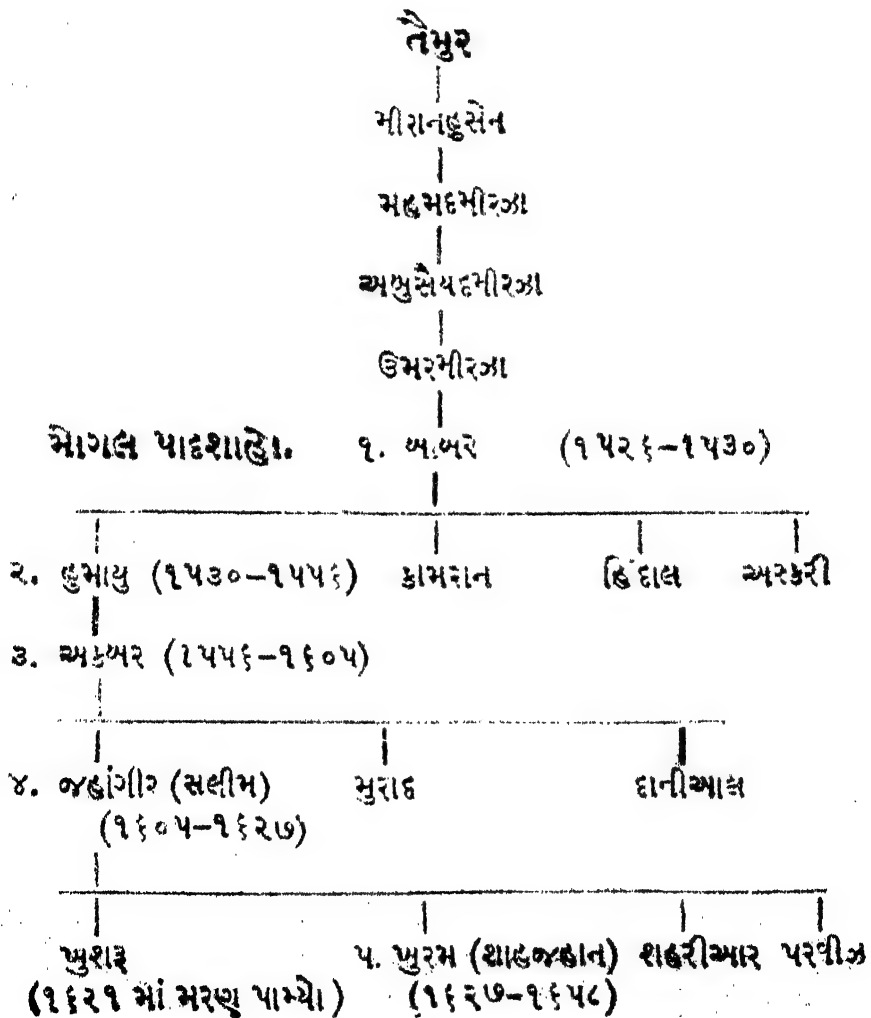 તૈમુર
મીરાનહુસેન
મહમદમીરઝા
અબુસૈયદમીરઝા
ઉમરમીરઝા
મોગલ પાદશાહો. ૧. બાબર (૧૫૨૬–૧૫૩૦)
૨. હુમાયુ (૧૫૩૦–૧૫૫૬) કામરાન હિંદાલ અસ્કરી
૩. અકબર (૧૫૫૬–૧૬૦૫)
૪. જહાંગીર (સલીમ) મુરાદ દાનીઆલ
(૧૬૦૫–૧૬૨૭)
ખુશરૂ ૫. ખુરમ (શાહજહાન) શહરીઆર પરવીઝ
(૧૬૨૧ માં મરણ પામ્યો) (૧૬૨૭–૧૬૫૮)